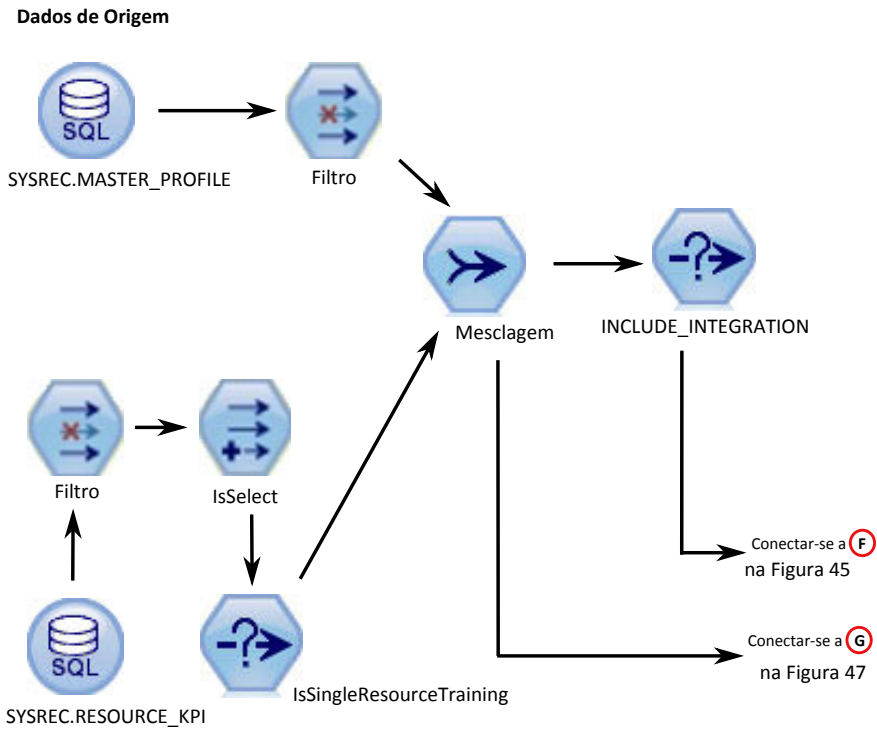 Dados de Origem
SQL
SYSREC.MASTER_PROFILE
Filtro
Mesclagem
INCLUDE_INTEGRATION
Filtro
IsSelect
SQL
SYSREC.RESOURCE_KPI
IsSingleResourceTraining
Conectar-se a F
na Figura 45
Conectar-se a G
na Figura 47